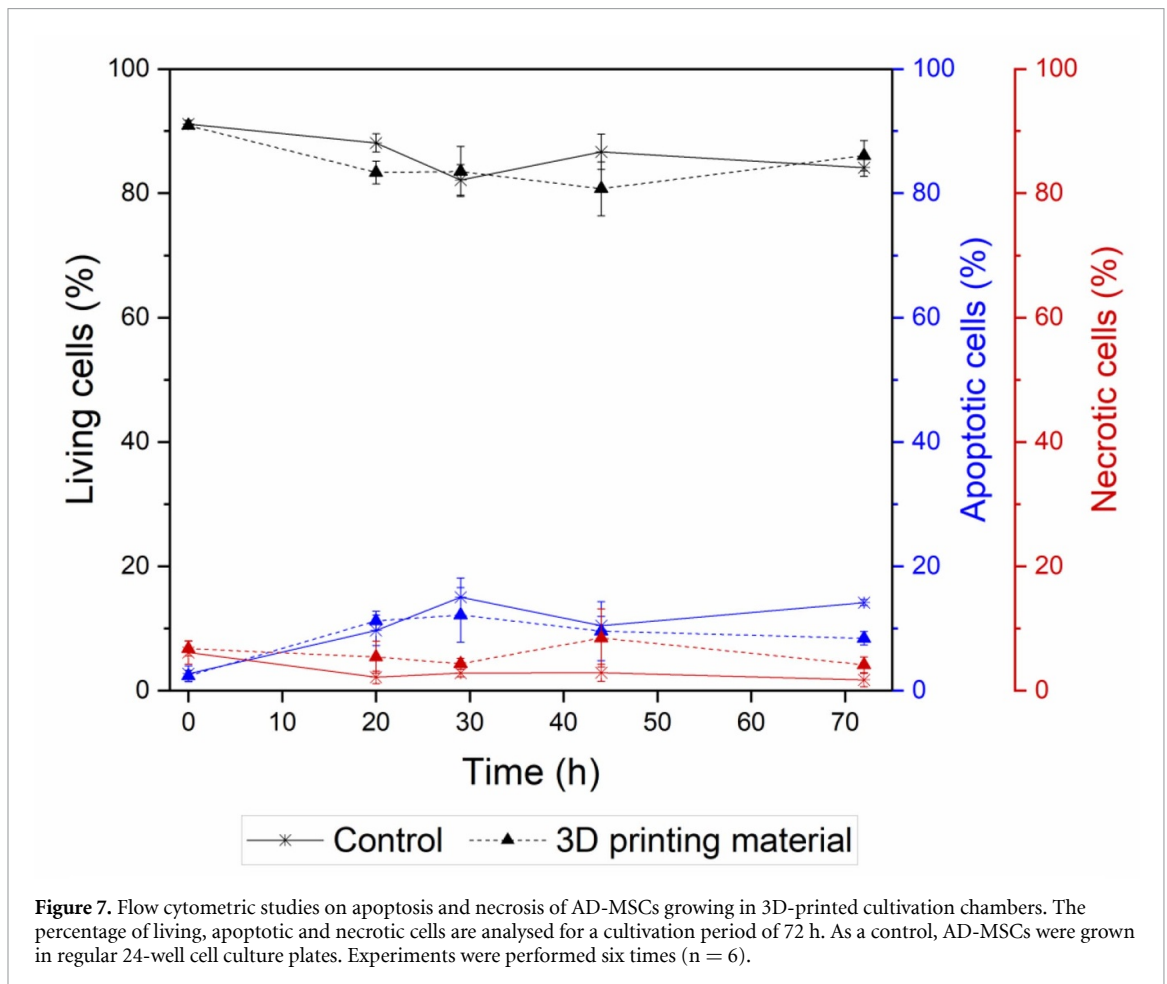 100
80
60
40
20
0
Living cells (%)
100
80
60
40
20
0
Apoptotic cells (%)
100
80
60
40
20
0
Necrotic cells (%)
0 10 20 30 40 50 60 70
Time (h)
Control 3D printing material
Figure 7. Flow cytometric studies on apoptosis and necrosis of AD-MSCs growing in 3D-printed cultivation chambers. The
percentage of living, apoptotic and necrotic cells are analysed for a cultivation period of 72 h. As a control, AD-MSCs were grown
in regular 24-well cell culture plates. Experiments were performed six times (n = 6).